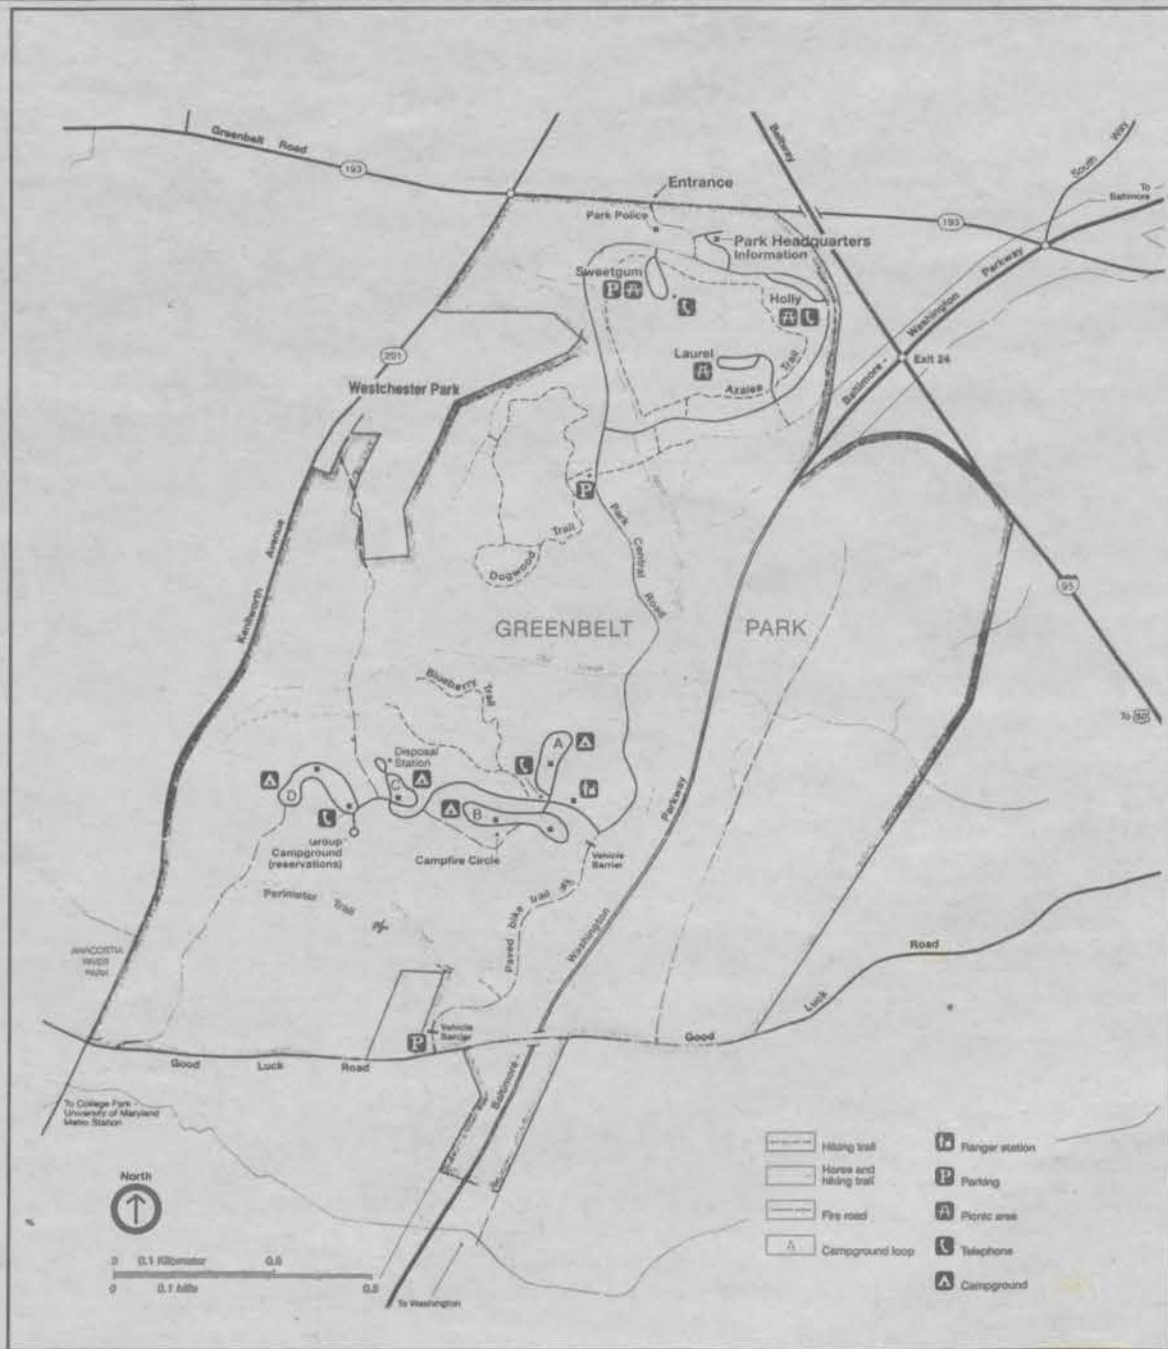 Greenbelt Road
193
Entrance
Park Police
Park Headquarters
Information
Beltway
193
South Way
To
Baltimore
Sweetgum
P
Holly
Laurel
Azalea Trail
Baltimore - Washington Parkway
Exit 24
201
Westchester Park
P
Dogwood Trail
Park Central Road
Kenilworth Avenue
95
GREENBELT PARK
Blueberry Trail
To 50
Disposal
Station
A
D
C
B
Group
Campground
(reservations)
Campfire Circle
Vehicle
Barrier
Perimeter Trail
Paved bike trail
Baltimore - Washington Parkway
ANACOSTIA
RIVER
PARK
P
Vehicle
Barrier
Good Luck Road
Good Luck Road
To College Park -
University of Maryland
Metro Station
North
0 0.1 Kilometer 0.5
0 0.1 Mile 0.5
To Washington
Hiking trail
Horse and
hiking trail
Fire road
A Campground loop
Ranger station
P Parking
Picnic area
Telephone
Campground